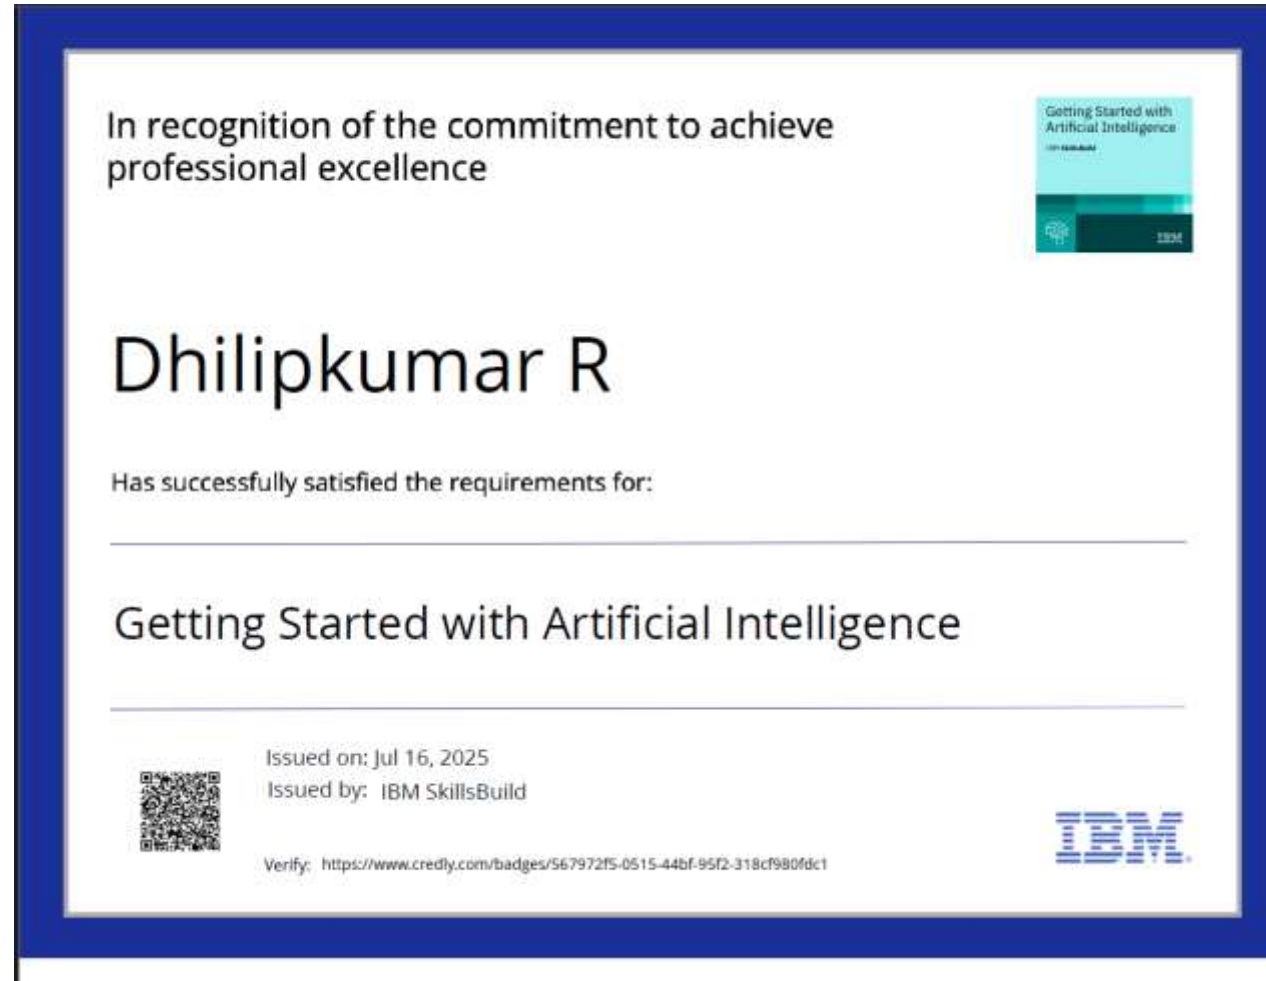 In recognition of the commitment to achieve
professional excellence
Getting Started with
Artificial Intelligence
IBM SkillsBuild
IBM
Dhilipkumar R
Has successfully satisfied the requirements for:
Getting Started with Artificial Intelligence
Issued on: Jul 16, 2025
Issued by: IBM SkillsBuild
Verify: https://www.credly.com/badges/567972f5-0515-44bf-95f2-318cf980fdc1
IBM.